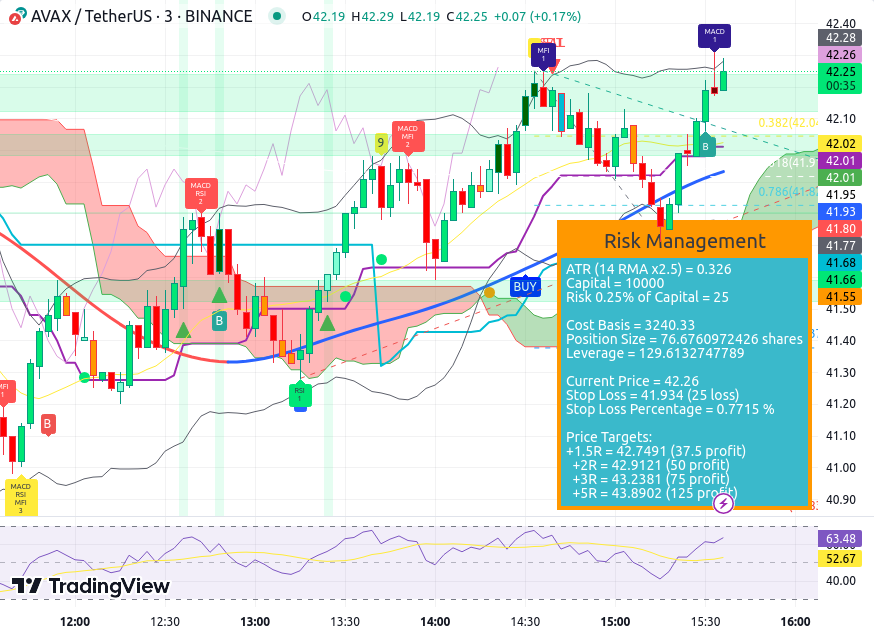 AVAX / TetherUS · 3 · BINANCE O42.19 H42.29 L42.19 C42.25 +0.07 (+0.17%)
42.40
42.28
42.26
42.25
00:35
42.10
42.02
42.01
42.01
41.95
41.93
41.80
41.77
41.68
41.66
41.55
41.50
41.40
41.30
41.20
41.10
41.00
40.90
MACD
1
MFI
1
9
MACD
MFI
2
MACD
RSI
2
B
0.382(42.0
0.786(41.8
B
BUY
RSI
1
B
MACD
RSI
MFI
3
Risk Management
ATR (14 RMA x2.5) = 0.326
Capital = 10000
Risk 0.25% of Capital = 25
Cost Basis = 3240.33
Position Size = 76.6760972426 shares
Leverage = 129.6132747789
Current Price = 42.26
Stop Loss = 41.934 (25 loss)
Stop Loss Percentage = 0.7715 %
Price Targets:
+1.5R = 42.7491 (37.5 profit)
+2R = 42.9121 (50 profit)
+3R = 43.2381 (75 profit)
+5R = 43.8902 (125 profit)
63.48
52.67
40.00
TradingView
12:00 12:30 13:00 13:30 14:00 14:30 15:00 15:30 16:00